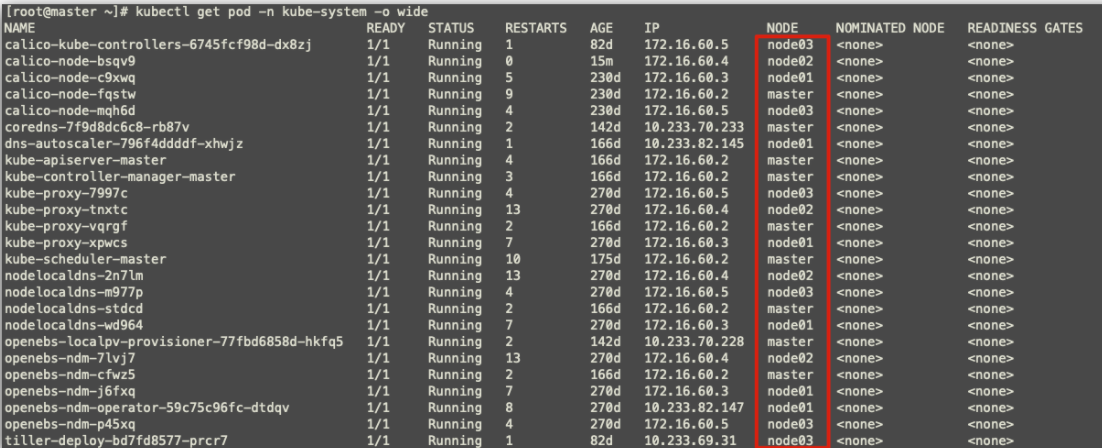 [root@master ~]# kubectl get pod -n kube-system -o wide
NAME READY STATUS RESTARTS AGE IP NODE NOMINATED NODE READINESS GATES
calico-kube-controllers-6745fcf98d-dx8zj 1/1 Running 1 82d 172.16.60.5 node03 <none> <none>
calico-node-bsqv9 1/1 Running 0 15m 172.16.60.4 node02 <none> <none>
calico-node-c9xwq 1/1 Running 5 230d 172.16.60.3 node01 <none> <none>
calico-node-fqstw 1/1 Running 9 230d 172.16.60.2 master <none> <none>
calico-node-mqh6d 1/1 Running 4 230d 172.16.60.5 node03 <none> <none>
coredns-7f9d8dc6c8-rb87v 1/1 Running 2 142d 10.233.70.233 master <none> <none>
dns-autoscaler-796f4ddddf-xhwjz 1/1 Running 1 166d 10.233.82.145 node01 <none> <none>
kube-apiserver-master 1/1 Running 4 166d 172.16.60.2 master <none> <none>
kube-controller-manager-master 1/1 Running 3 166d 172.16.60.2 master <none> <none>
kube-proxy-7997c 1/1 Running 4 270d 172.16.60.5 node03 <none> <none>
kube-proxy-tnxtc 1/1 Running 13 270d 172.16.60.4 node02 <none> <none>
kube-proxy-vqrgf 1/1 Running 2 166d 172.16.60.2 master <none> <none>
kube-proxy-xpwcs 1/1 Running 7 270d 172.16.60.3 node01 <none> <none>
kube-scheduler-master 1/1 Running 10 175d 172.16.60.2 master <none> <none>
nodelocaldns-2n7lm 1/1 Running 13 270d 172.16.60.4 node02 <none> <none>
nodelocaldns-m977p 1/1 Running 4 270d 172.16.60.5 node03 <none> <none>
nodelocaldns-stdcd 1/1 Running 2 166d 172.16.60.2 master <none> <none>
nodelocaldns-wd964 1/1 Running 7 270d 172.16.60.3 node01 <none> <none>
openebs-localpv-provisioner-77fbd6858d-hkfq5 1/1 Running 2 142d 10.233.70.228 master <none> <none>
openebs-ndm-7lvj7 1/1 Running 13 270d 172.16.60.4 node02 <none> <none>
openebs-ndm-cfwz5 1/1 Running 2 166d 172.16.60.2 master <none> <none>
openebs-ndm-j6fxq 1/1 Running 7 270d 172.16.60.3 node01 <none> <none>
openebs-ndm-operator-59c75c96fc-dtdqv 1/1 Running 8 270d 10.233.82.147 node01 <none> <none>
openebs-ndm-p45xq 1/1 Running 4 270d 172.16.60.5 node03 <none> <none>
tiller-deploy-bd7fd8577-prcr7 1/1 Running 1 82d 10.233.69.31 node03 <none> <none>